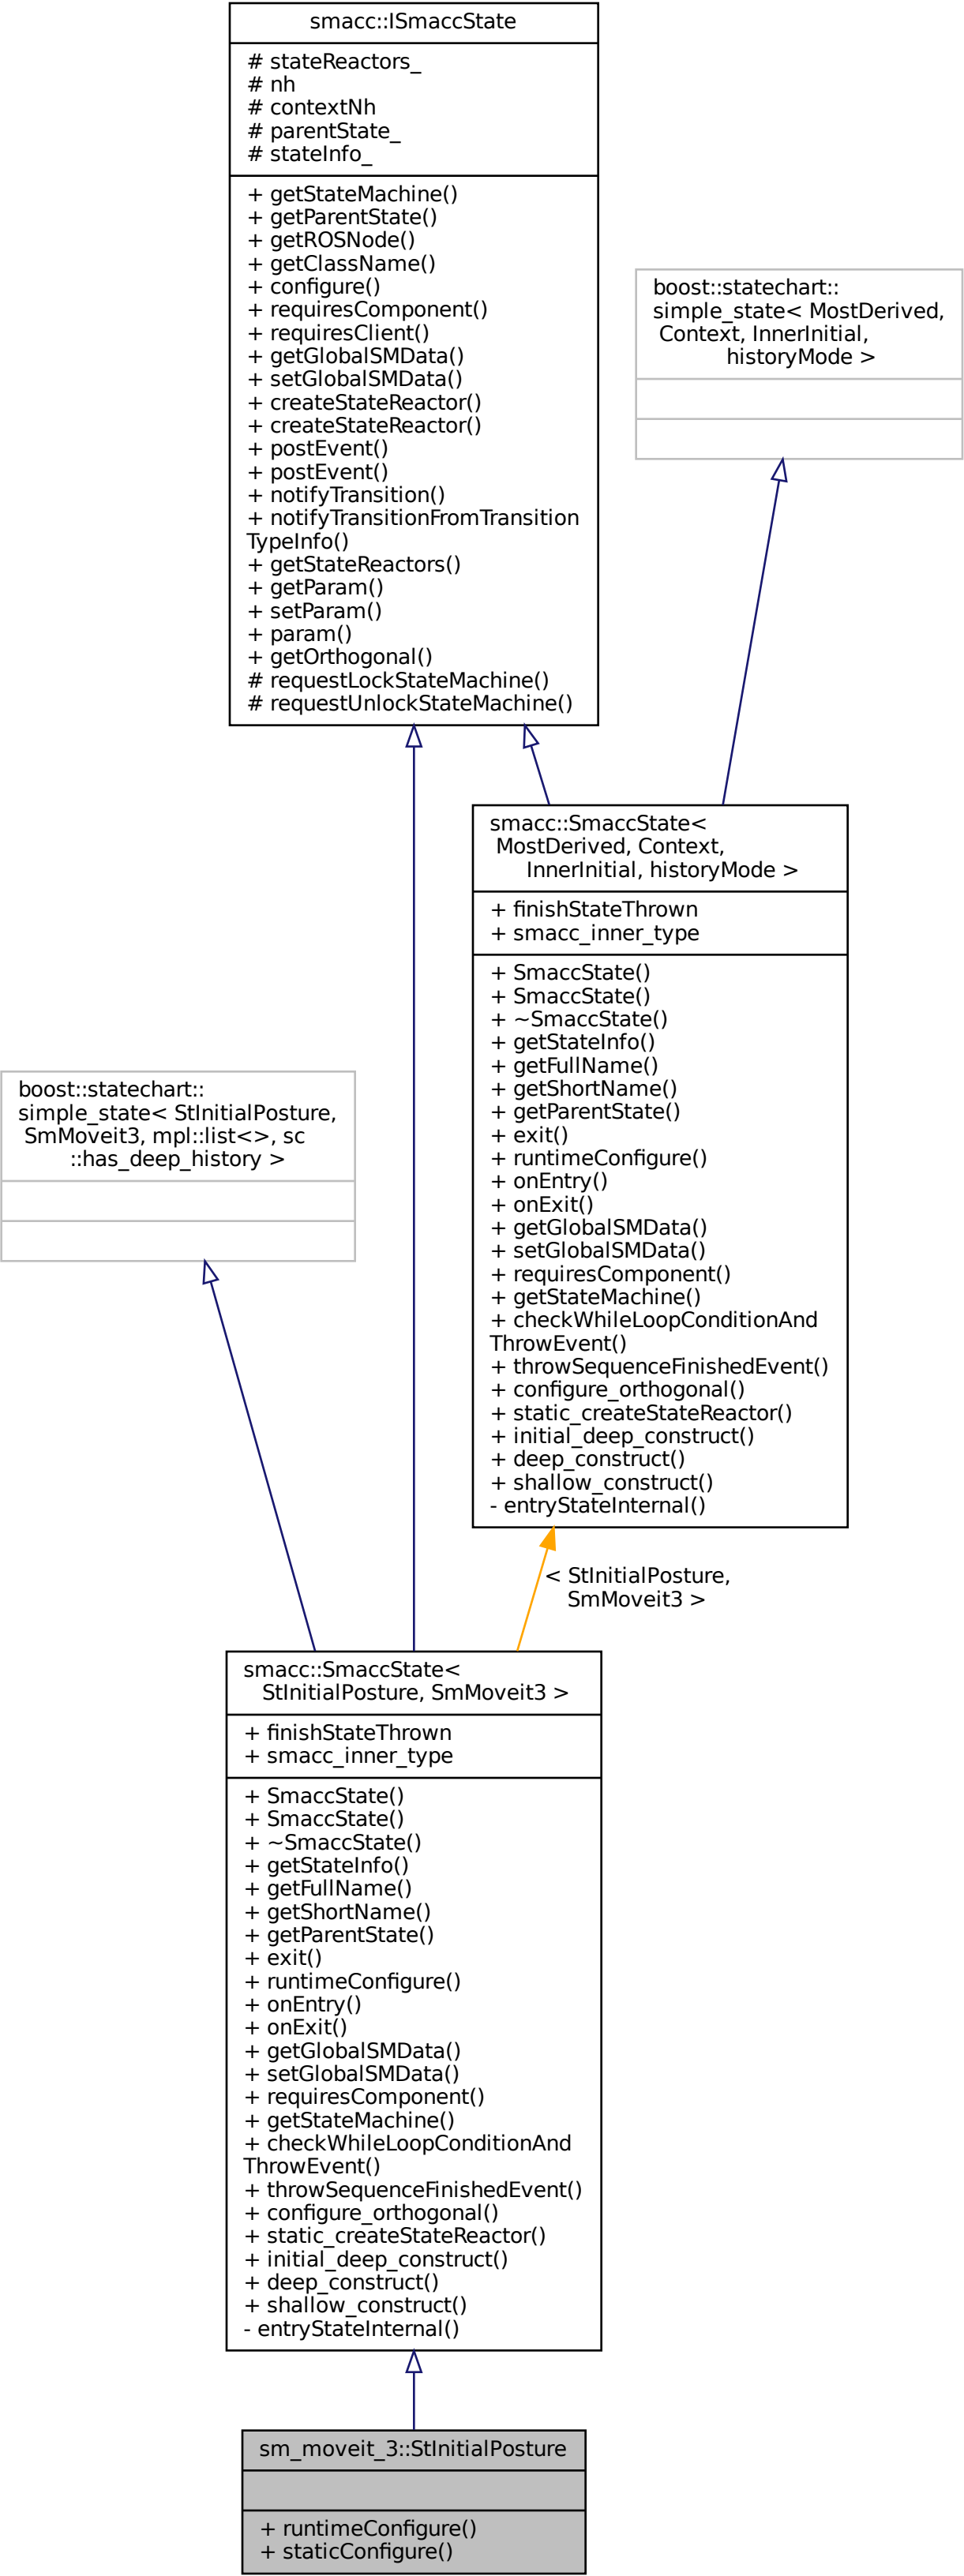 smacc::ISmaccState
# stateReactors_
# nh
# contextNh
# parentState_
# stateInfo_
+ getStateMachine()
+ getParentState()
+ getROSNode()
+ getClassName()
+ configure()
+ requiresComponent()
+ requiresClient()
+ getGlobalSMData()
+ setGlobalSMData()
+ createStateReactor()
+ createStateReactor()
+ postEvent()
+ postEvent()
+ notifyTransition()
+ notifyTransitionFromTransition
TypeInfo()
+ getStateReactors()
+ getParam()
+ setParam()
+ param()
+ getOrthogonal()
# requestLockStateMachine()
# requestUnlockStateMachine()
boost::statechart::
simple_state< MostDerived,
Context, InnerInitial,
historyMode >
smacc::SmaccState<
MostDerived, Context,
InnerInitial, historyMode >
+ finishStateThrown
+ smacc_inner_type
+ SmaccState()
+ SmaccState()
+ ~SmaccState()
+ getStateInfo()
+ getFullName()
+ getShortName()
+ getParentState()
+ exit()
+ runtimeConfigure()
+ onEntry()
+ onExit()
+ getGlobalSMData()
+ setGlobalSMData()
+ requiresComponent()
+ getStateMachine()
+ checkWhileLoopConditionAnd
ThrowEvent()
+ throwSequenceFinishedEvent()
+ configure_orthogonal()
+ static_createStateReactor()
+ initial_deep_construct()
+ deep_construct()
+ shallow_construct()
- entryStateInternal()
boost::statechart::
simple_state< StInitialPosture,
SmMoveit3, mpl::list<>, sc
::has_deep_history >
< StInitialPosture,
SmMoveit3 >
smacc::SmaccState<
StInitialPosture, SmMoveit3 >
+ finishStateThrown
+ smacc_inner_type
+ SmaccState()
+ SmaccState()
+ ~SmaccState()
+ getStateInfo()
+ getFullName()
+ getShortName()
+ getParentState()
+ exit()
+ runtimeConfigure()
+ onEntry()
+ onExit()
+ getGlobalSMData()
+ setGlobalSMData()
+ requiresComponent()
+ getStateMachine()
+ checkWhileLoopConditionAnd
ThrowEvent()
+ throwSequenceFinishedEvent()
+ configure_orthogonal()
+ static_createStateReactor()
+ initial_deep_construct()
+ deep_construct()
+ shallow_construct()
- entryStateInternal()
sm_moveit_3::StInitialPosture
+ runtimeConfigure()
+ staticConfigure()